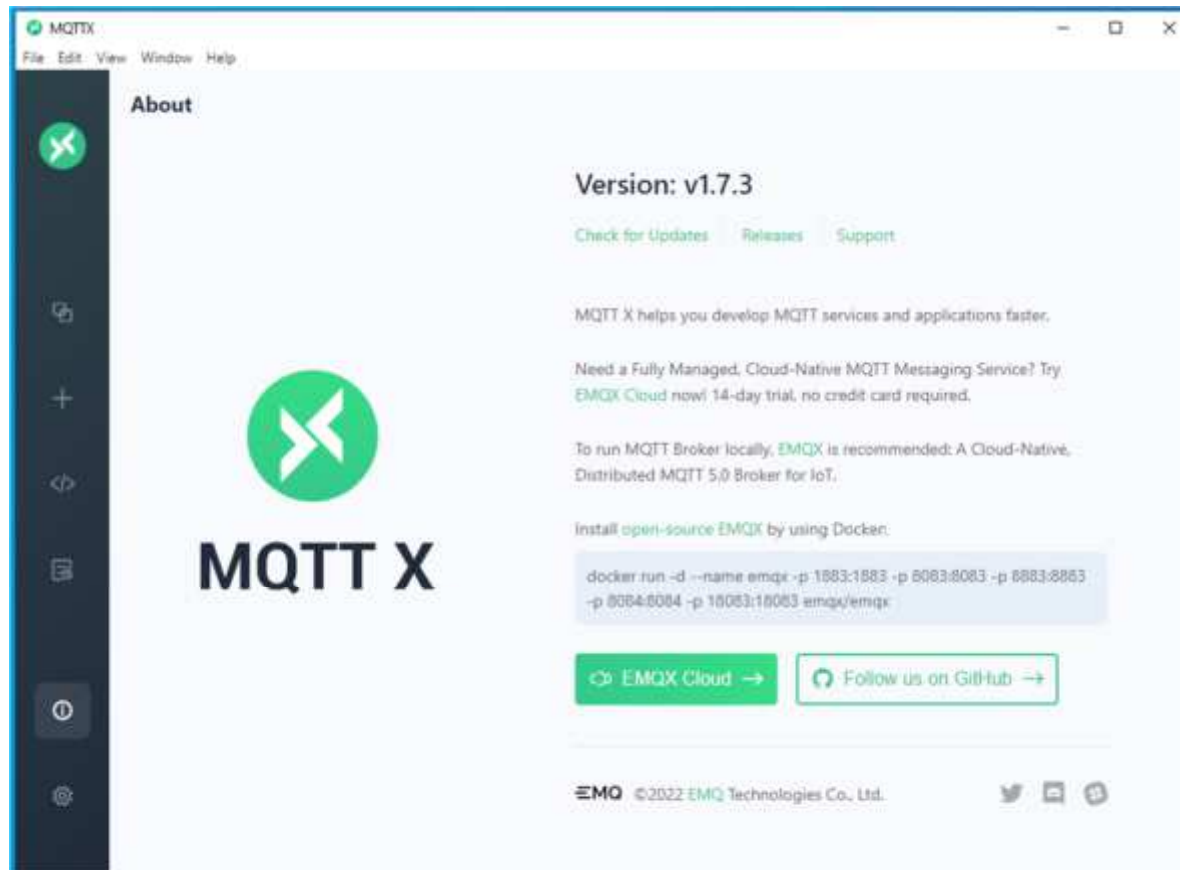 MQTTX
File Edit View Window Help
About
Version: v1.7.3
Check for Updates Releases Support
MQTT X helps you develop MQTT services and applications faster.
Need a Fully Managed, Cloud-Native MQTT Messaging Service? Try
EMQX Cloud now! 14-day trial, no credit card required.
To run MQTT Broker locally, EMQX is recommended: A Cloud-Native,
Distributed MQTT 5.0 Broker for IoT.
Install open-source EMQX by using Docker:
docker run -d --name emqx -p 1883:1883 -p 8083:8083 -p 8883:8883
-p 8084:8084 -p 18083:18083 emqx/emqx
MQTT X
EMQX Cloud →
Follow us on GitHub →
EMQ ©2022 EMQ Technologies Co., Ltd.